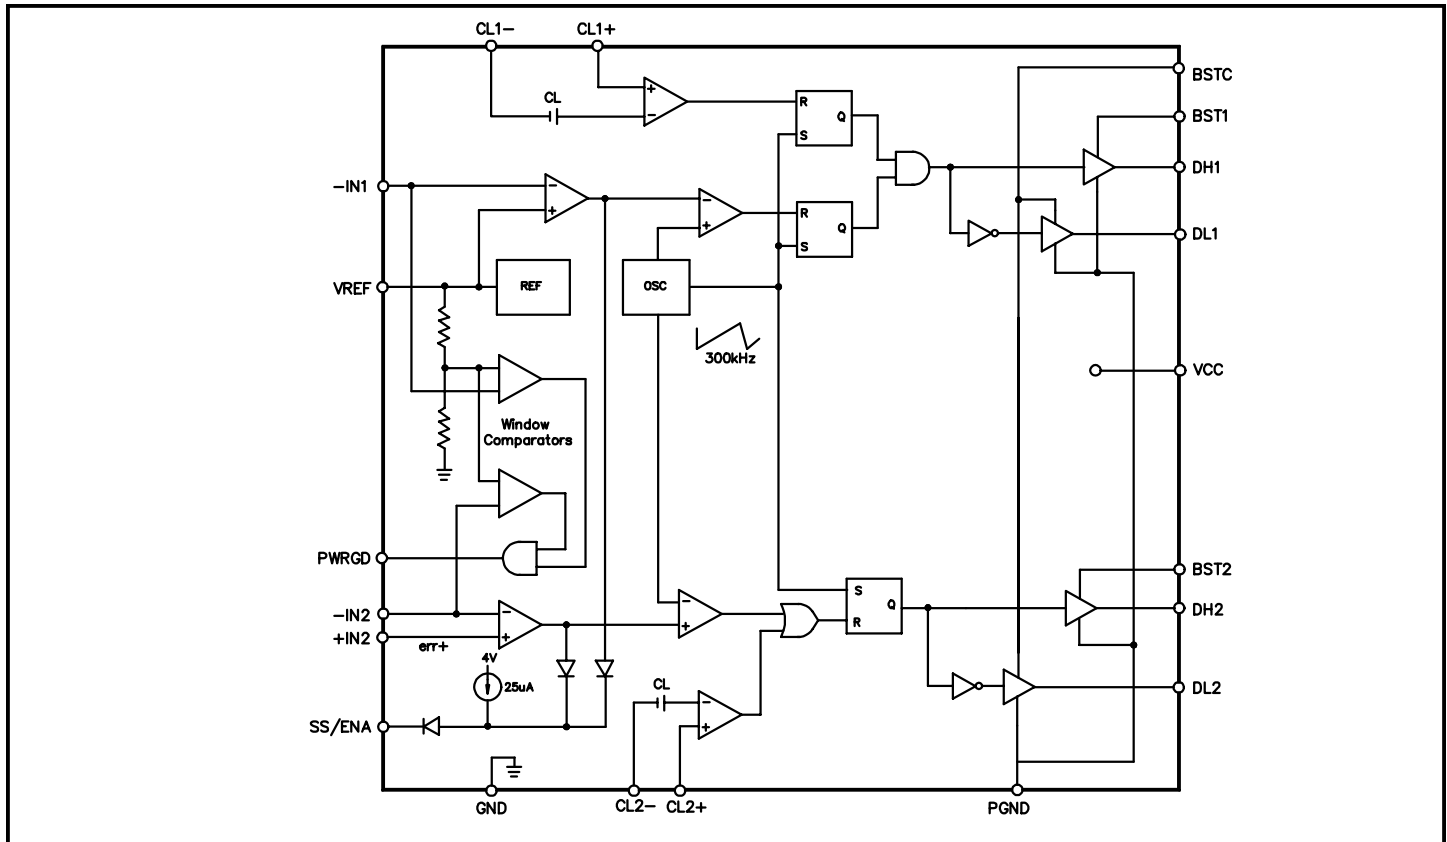 CL1-
CL1+
BSTC
CL
+
-
R
Q
S
BST1
DH1
-IN1
-
+
-
+
R
Q
S
DL1
VREF
REF
OSC
300kHz
VCC
Window
Comparators
PWRGD
BST2
-IN2
+IN2
-
+
err+
-
+
S
Q
R
DH2
4V
25uA
CL
-
+
DL2
SS/ENA
GND
CL2-
CL2+
PGND